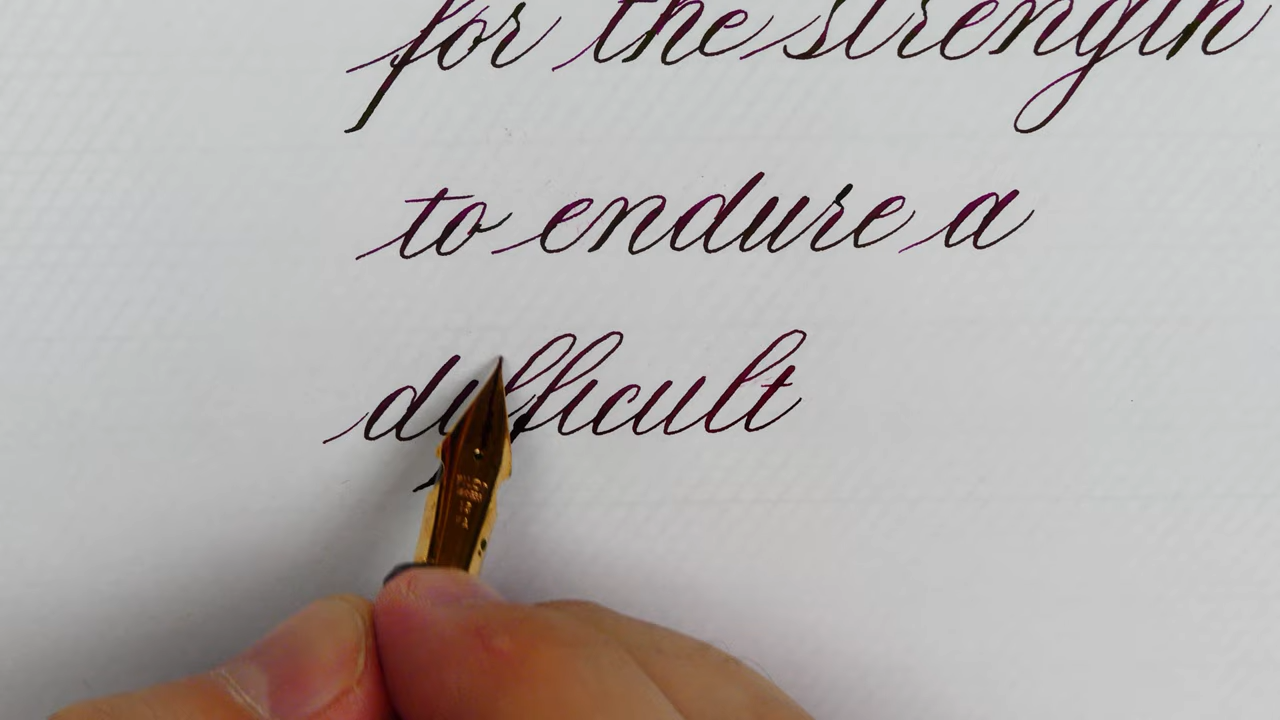 for the strength
to endure a
difficult